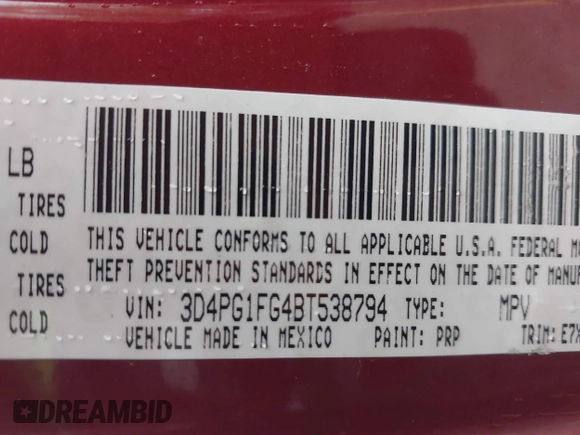 LB
TIRES
COLD
THIS VEHICLE CONFORMS TO ALL APPLICABLE U.S.A. FEDERAL
TIRES
THEFT PREVENTION STANDARDS IN EFFECT ON THE DATE OF
COLD
VIN: 3D4PG1FG4BT538794 TYPE: MPV
VEHICLE MADE IN MEXICO PAINT: PRP TRIM: E7X
DREAMBID